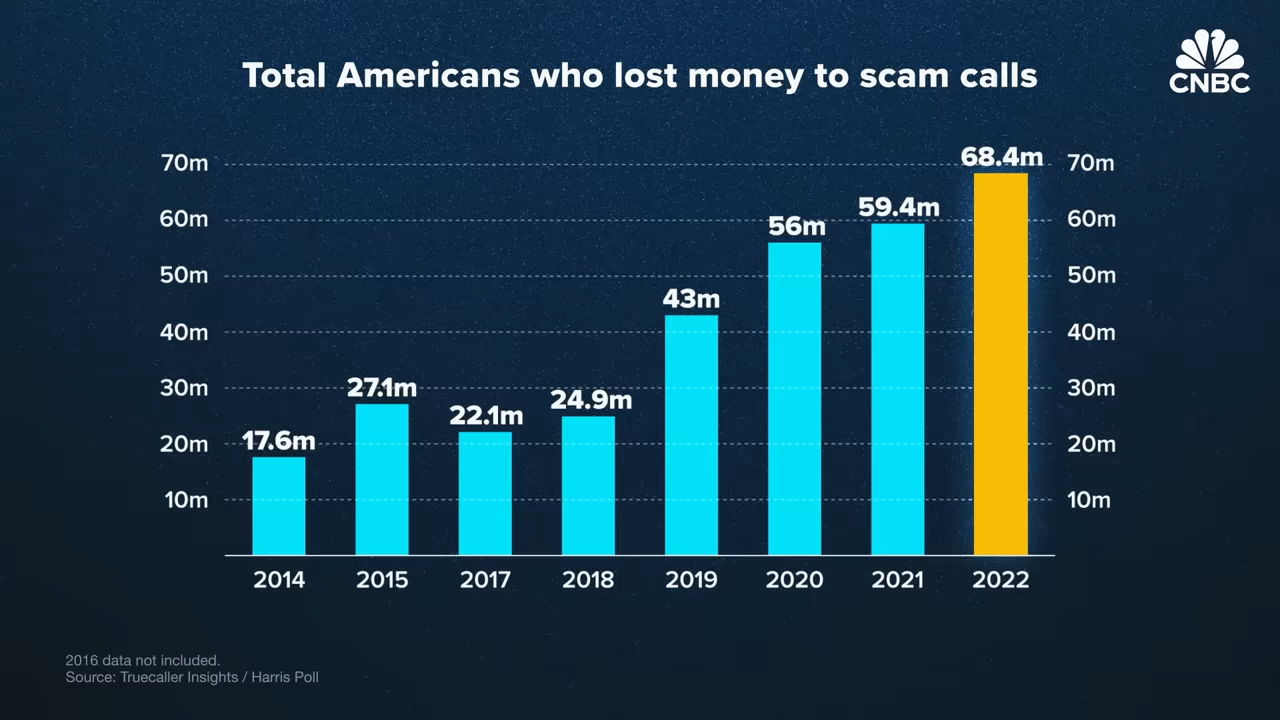 Total Americans who lost money to scam calls
CNBC
70m
60m
50m
40m
30m
20m
10m
17.6m
27.1m
22.1m
24.9m
43m
56m
59.4m
68.4m
70m
60m
50m
40m
30m
20m
10m
2014 2015 2017 2018 2019 2020 2021 2022
2016 data not included.
Source: Truecaller Insights / Harris Poll